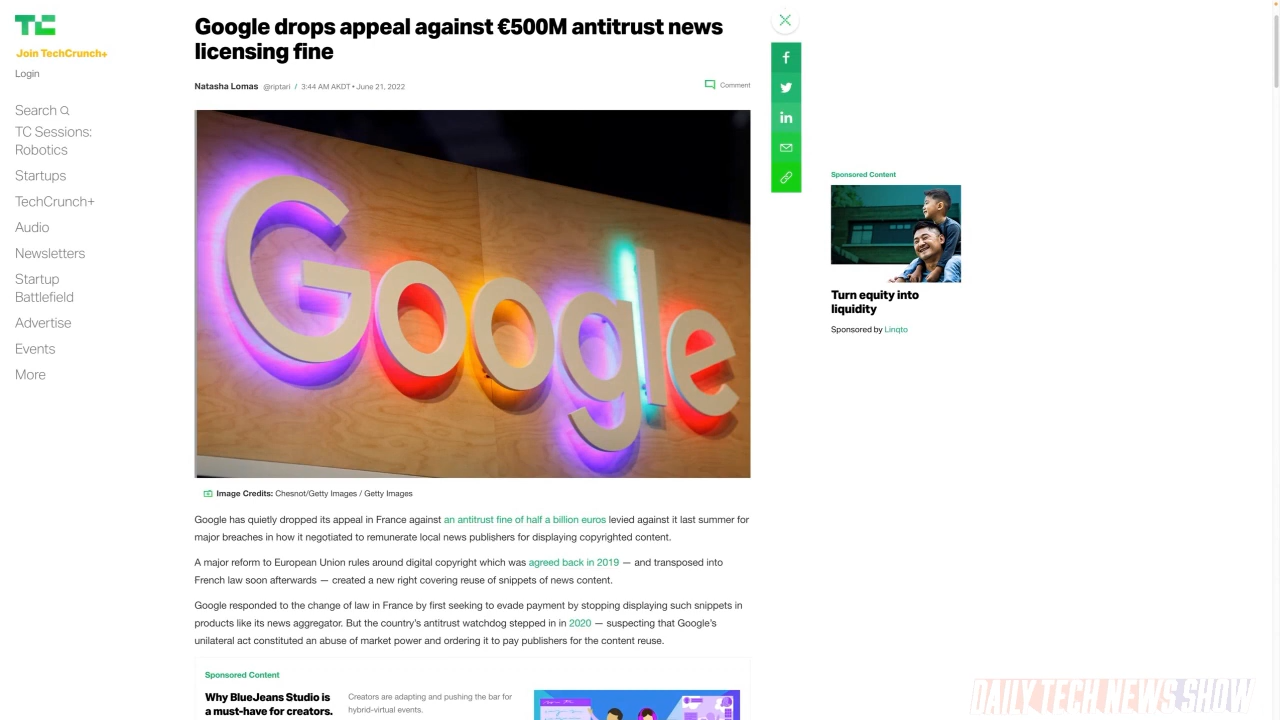 TC
Join TechCrunch+
Login
Search
TC Sessions:
Robotics
Startups
TechCrunch+
Audio
Newsletters
Startup
Battlefield
Advertise
Events
More
Google drops appeal against €500M antitrust news
licensing fine
Natasha Lomas @riptari / 3:44 AM AKDT • June 21, 2022
Comment
Google
Image Credits: Chesnot/Getty Images / Getty Images
Google has quietly dropped its appeal in France against an antitrust fine of half a billion euros levied against it last summer for
major breaches in how it negotiated to remunerate local news publishers for displaying copyrighted content.
A major reform to European Union rules around digital copyright which was agreed back in 2019 — and transposed into
French law soon afterwards — created a new right covering reuse of snippets of news content.
Google responded to the change of law in France by first seeking to evade payment by stopping displaying such snippets in
products like its news aggregator. But the country's antitrust watchdog stepped in in 2020 — suspecting that Google's
unilateral act constituted an abuse of market power and ordering it to pay publishers for the content reuse.
Sponsored Content
Why BlueJeans Studio is
a must-have for creators.
Creators are adapting and pushing the bar for
hybrid-virtual events.
f
in
Sponsored Content
Turn equity into
liquidity
Sponsored by Linqto
DAILY TECH NEWS SHOW